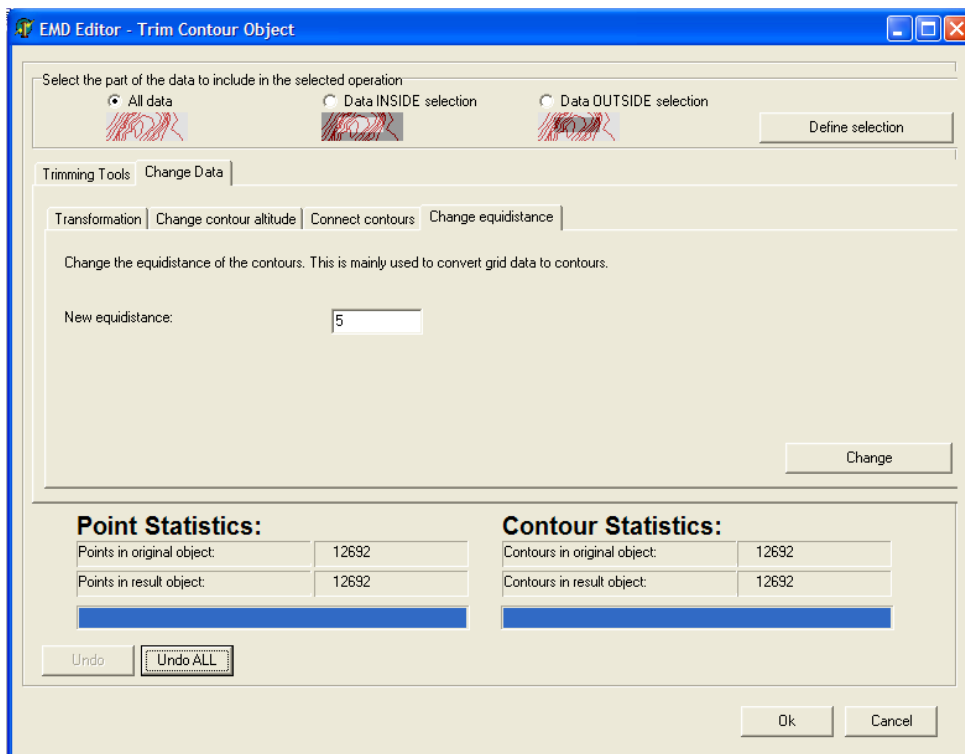 EMD Editor - Trim Contour Object
Select the part of the data to include in the selected operation
All data Data INSIDE selection Data OUTSIDE selection
Define selection
Trimming Tools Change Data
Transformation Change contour altitude Connect contours Change equidistance
Change the equidistance of the contours. This is mainly used to convert grid data to contours.
New equidistance: 5
Change
Point Statistics: Contour Statistics:
Points in original object: 12692 Contours in original object: 12692
Points in result object: 12692 Contours in result object: 12692
Undo Undo ALL
Ok Cancel